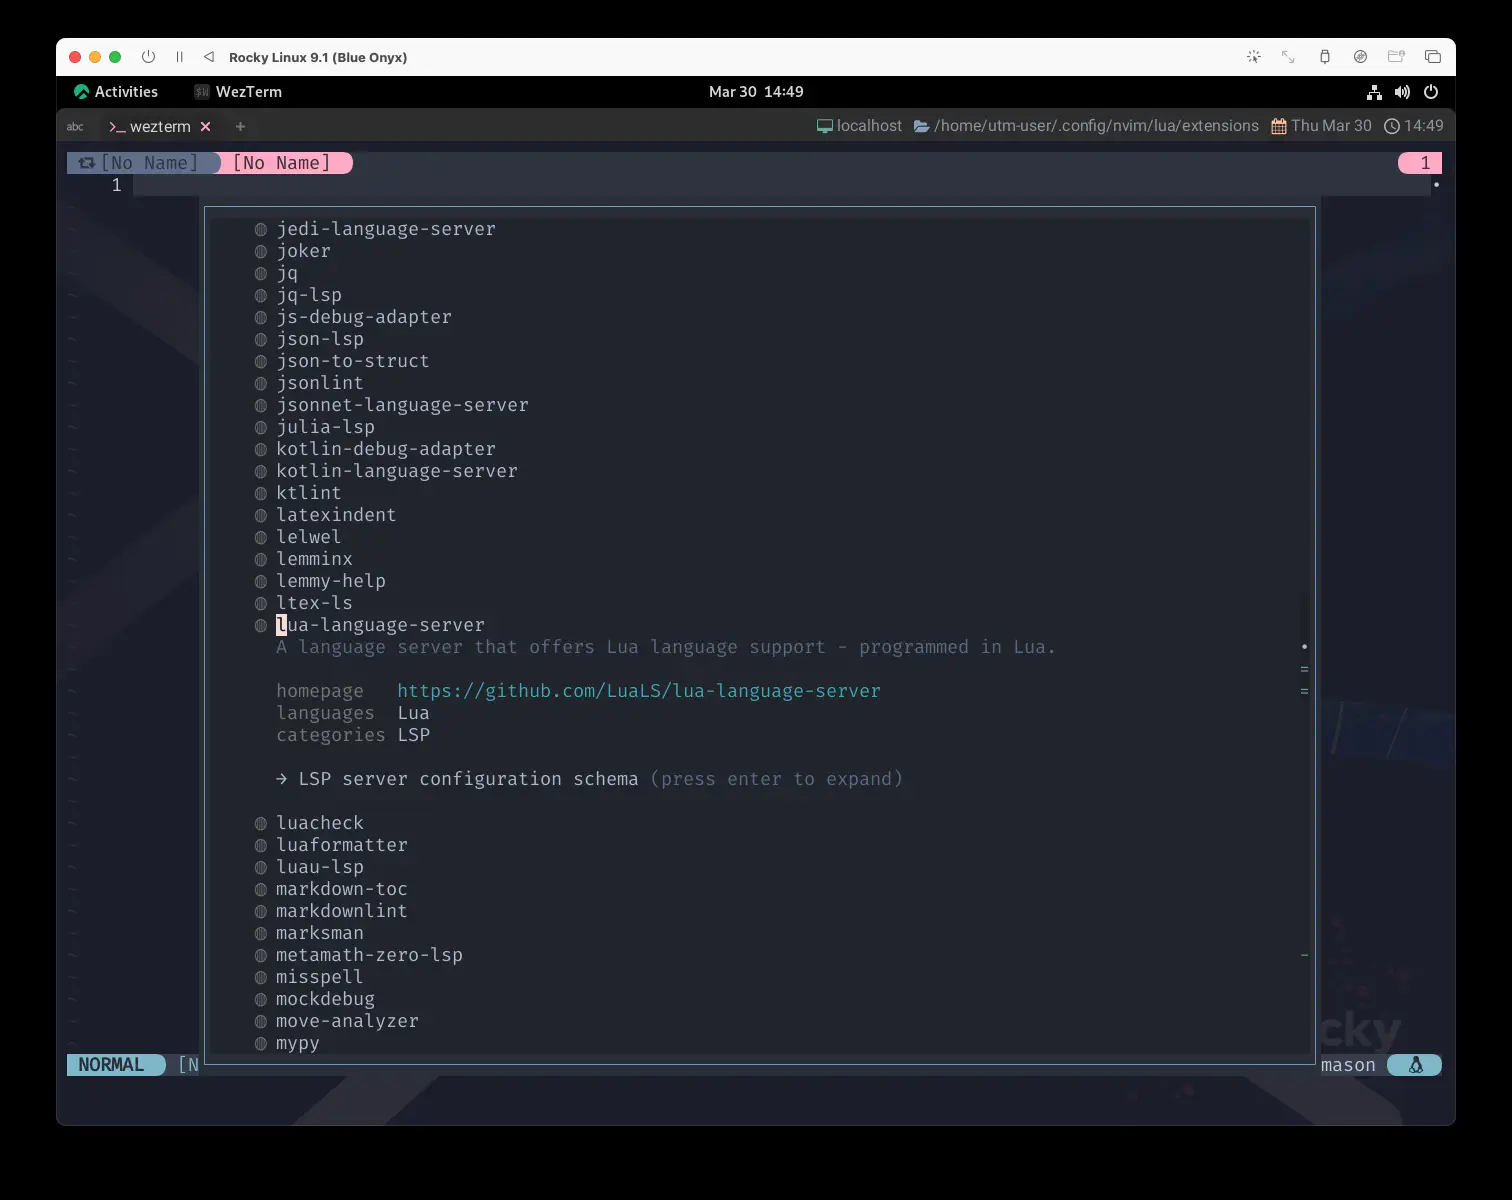 Rocky Linux 9.1 (Blue Onyx)
Activities WezTerm Mar 30 14:49
abc >_ wezterm × + localhost /home/utm-user/.config/nvim/lua/extensions Thu Mar 30 14:49
[No Name] [No Name] 1
1
jedi-language-server
joker
jq
jq-lsp
js-debug-adapter
json-lsp
json-to-struct
jsonlint
jsonnet-language-server
julia-lsp
kotlin-debug-adapter
kotlin-language-server
ktlint
latexindent
lelwel
lemminx
lemmy-help
ltex-ls
lua-language-server
A language server that offers Lua language support - programmed in Lua.
homepage https://github.com/LuaLS/lua-language-server
languages Lua
categories LSP
→ LSP server configuration schema (press enter to expand)
luacheck
luaformatter
luau-lsp
markdown-toc
markdownlint
marksman
metamath-zero-lsp
misspell
mockdebug
move-analyzer
mypy
cky
NORMAL [N mason